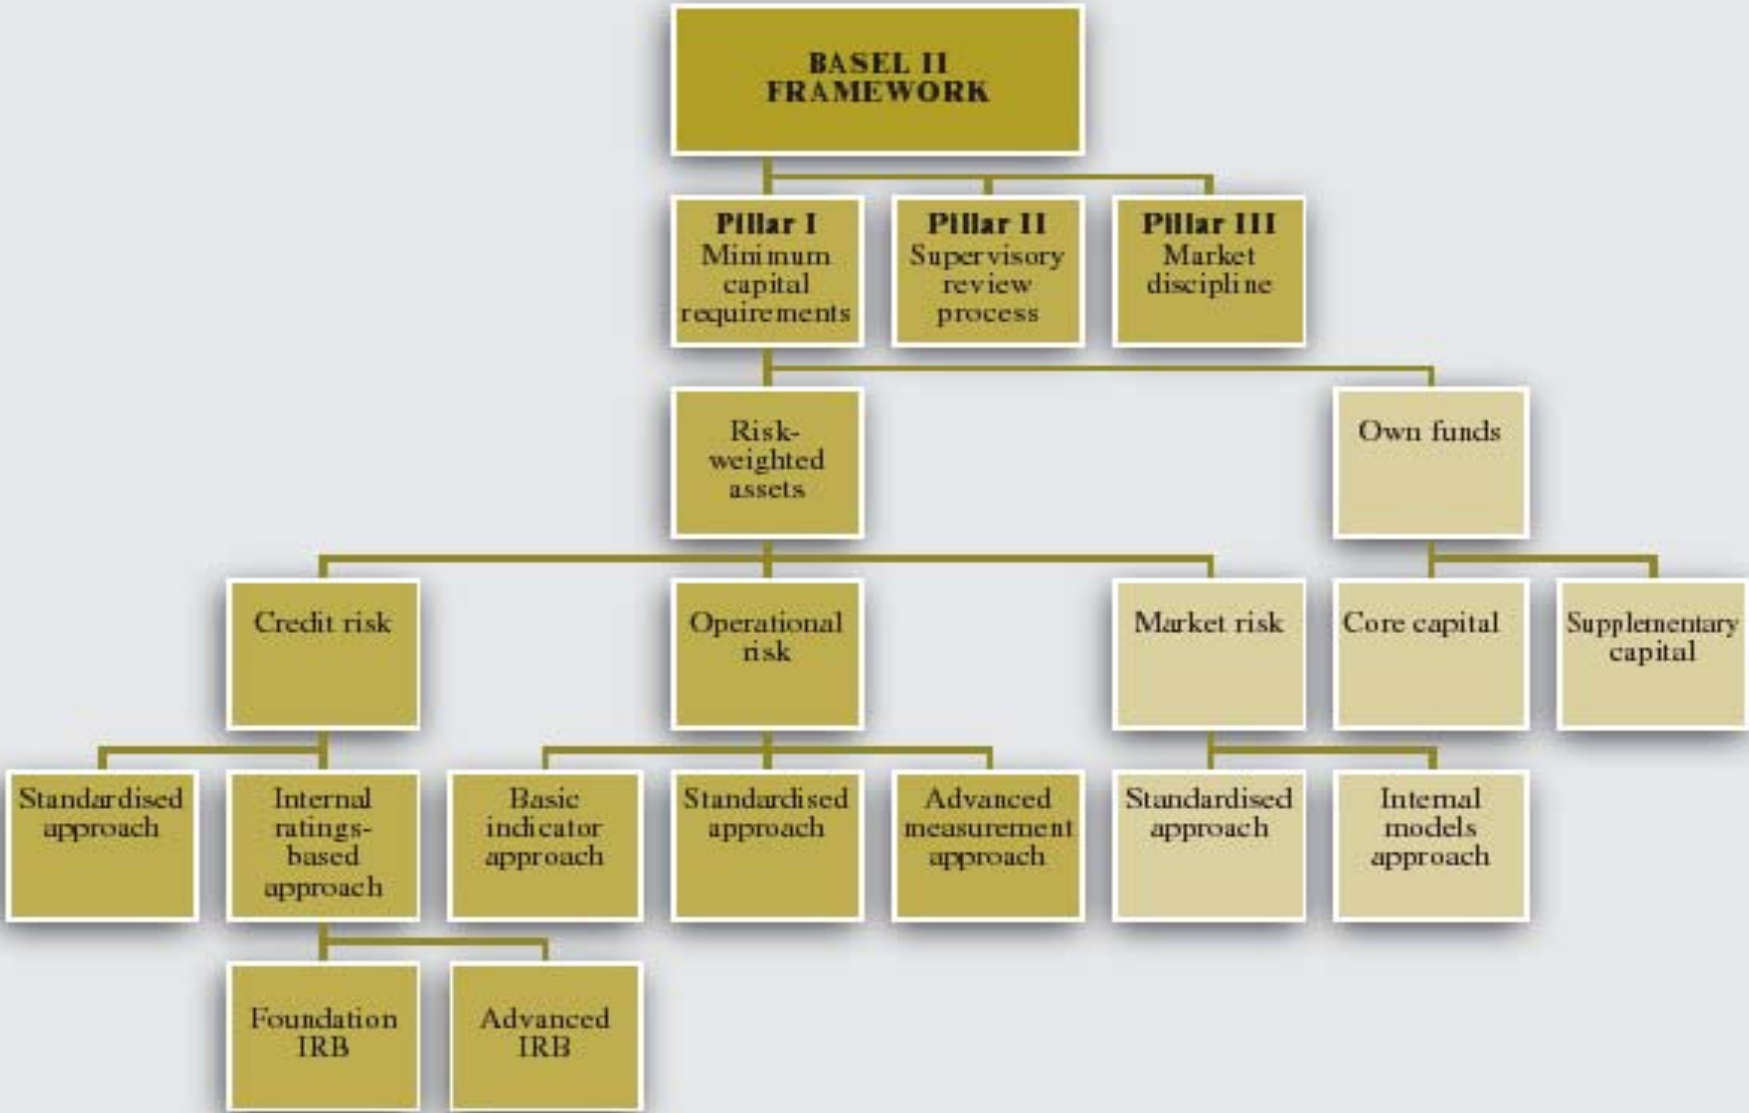 BASEL II
FRAMEWORK
Pillar I
Minimum
capital
requirements
Pillar II
Supervisory
review
process
Pillar III
Market
discipline
Risk-
weighted
assets
Own funds
Credit risk
Operational
risk
Market risk
Core capital
Supplementary
capital
Standardised
approach
Internal
ratings-
based
approach
Basic
indicator
approach
Standardised
approach
Advanced
measurement
approach
Standardised
approach
Internal
models
approach
Foundation
IRB
Advanced
IRB